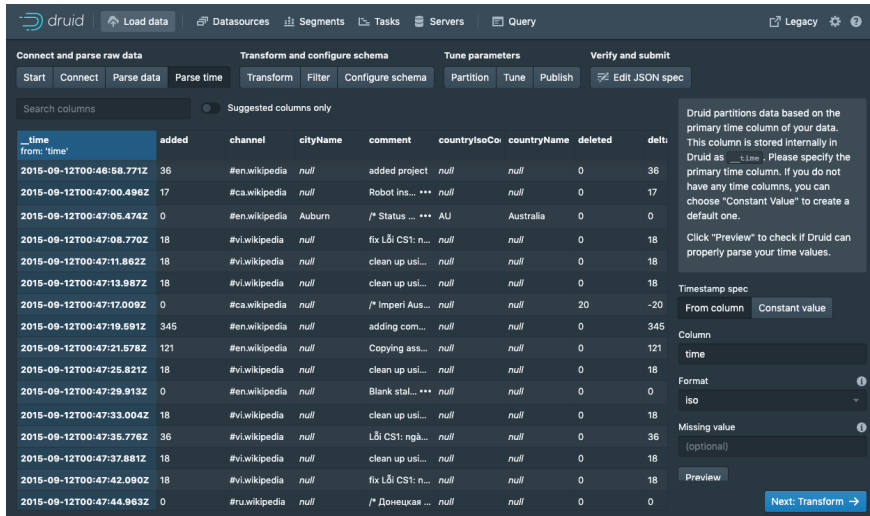 druid Load data Datasources Segments Tasks Servers Query Legacy
Connect and parse raw data Transform and configure schema Tune parameters Verify and submit
Start Connect Parse data Parse time Transform Filter Configure schema Partition Tune Publish Edit JSON spec
Search columns Suggested columns only
__time added channel cityName comment countryIsoCo countryName deleted delta
from: 'time'
2015-09-12T00:46:58.771Z 36 #en.wikipedia null added project null null 0 36
2015-09-12T00:47:00.496Z 17 #ca.wikipedia null Robot ins... ••• null null 0 17
2015-09-12T00:47:05.474Z 0 #en.wikipedia Auburn /* Status ... ••• AU Australia 0 0
2015-09-12T00:47:08.770Z 18 #vi.wikipedia null fix Lỗi CS1: n... null null 0 18
2015-09-12T00:47:11.862Z 18 #vi.wikipedia null clean up usi... null null 0 18
2015-09-12T00:47:13.987Z 18 #vi.wikipedia null clean up usi... null null 0 18
2015-09-12T00:47:17.009Z 0 #ca.wikipedia null /* Imperi Aus... null null 20 -20
2015-09-12T00:47:19.591Z 345 #en.wikipedia null adding com... null null 0 345
2015-09-12T00:47:21.578Z 121 #en.wikipedia null Copying ass... null null 0 121
2015-09-12T00:47:25.821Z 18 #vi.wikipedia null clean up usi... null null 0 18
2015-09-12T00:47:29.913Z 0 #en.wikipedia null Blank stal... ••• null null 0 0
2015-09-12T00:47:33.004Z 18 #vi.wikipedia null clean up usi... null null 0 18
2015-09-12T00:47:35.776Z 36 #vi.wikipedia null Lỗi CS1: ngà... null null 0 36
2015-09-12T00:47:37.881Z 18 #vi.wikipedia null clean up usi... null null 0 18
2015-09-12T00:47:42.090Z 18 #vi.wikipedia null fix Lỗi CS1: n... null null 0 18
2015-09-12T00:47:44.963Z 0 #ru.wikipedia null /* Донецкая ... null null 0 0
Druid partitions data based on the
primary time column of your data.
This column is stored internally in
Druid as __time . Please specify the
primary time column. If you do not
have any time columns, you can
choose "Constant Value" to create a
default one.
Click "Preview" to check if Druid can
properly parse your time values.
Timestamp spec
From column Constant value
Column
time
Format
iso
Missing value
(optional)
Preview
Next: Transform →